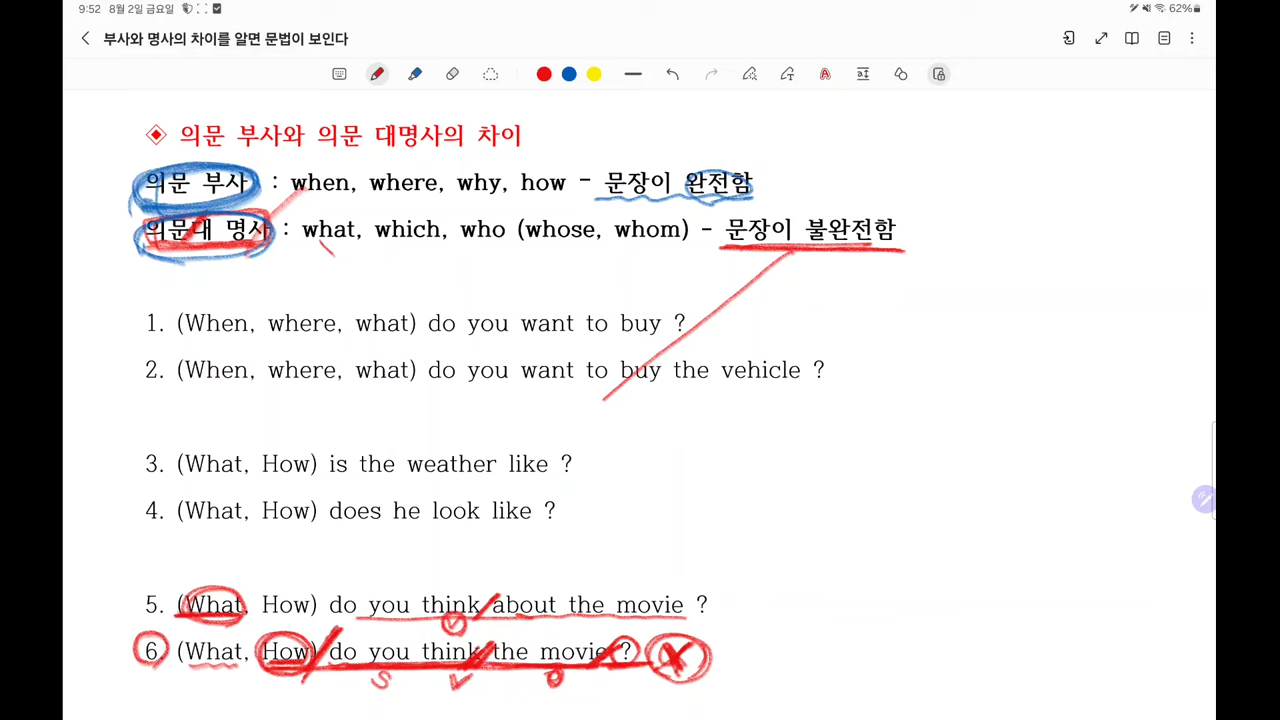 9:52 8월 2일 금요일
62%
부사와 명사의 차이를 알면 문법이 보인다
의문 부사와 의문 대명사의 차이
의문 부사 : when, where, why, how - 문장이 완전함
의문대 명사 : what, which, who (whose, whom) - 문장이 불완전함
1. (When, where, what) do you want to buy ?
2. (When, where, what) do you want to buy the vehicle ?
3. (What, How) is the weather like ?
4. (What, How) does he look like ?
5. (What, How) do you think about the movie ?
V
6. (What, How) do you think the movie ? X
S V O